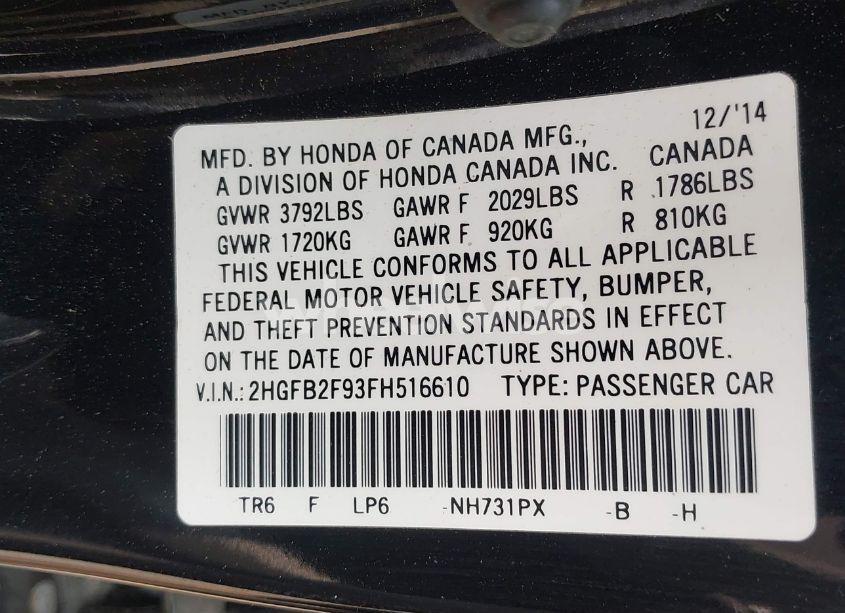 12/'14
MFD. BY HONDA OF CANADA MFG., CANADA
A DIVISION OF HONDA CANADA INC.
GVWR 3792LBS GAWR F 2029LBS R 1786LBS
GVWR 1720KG GAWR F 920KG R 810KG
THIS VEHICLE CONFORMS TO ALL APPLICABLE
FEDERAL MOTOR VEHICLE SAFETY, BUMPER,
AND THEFT PREVENTION STANDARDS IN EFFECT
ON THE DATE OF MANUFACTURE SHOWN ABOVE.
V.I.N.: 2HGFB2F93FH516610 TYPE: PASSENGER CAR
TR6 F LP6 -NH731PX -B -H